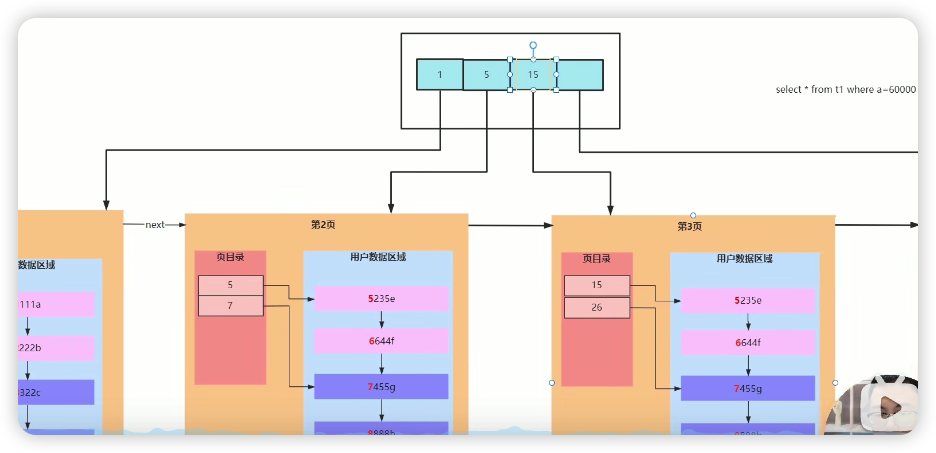 1 5 15
select * from t1 where a=60000
next
第2页
第3页
数据区域
页目录
用户数据区域
页目录
用户数据区域
5
15
111a
5235e
5235e
7
26
222b
6644f
6644f
322c
7455g
7455g
8888h